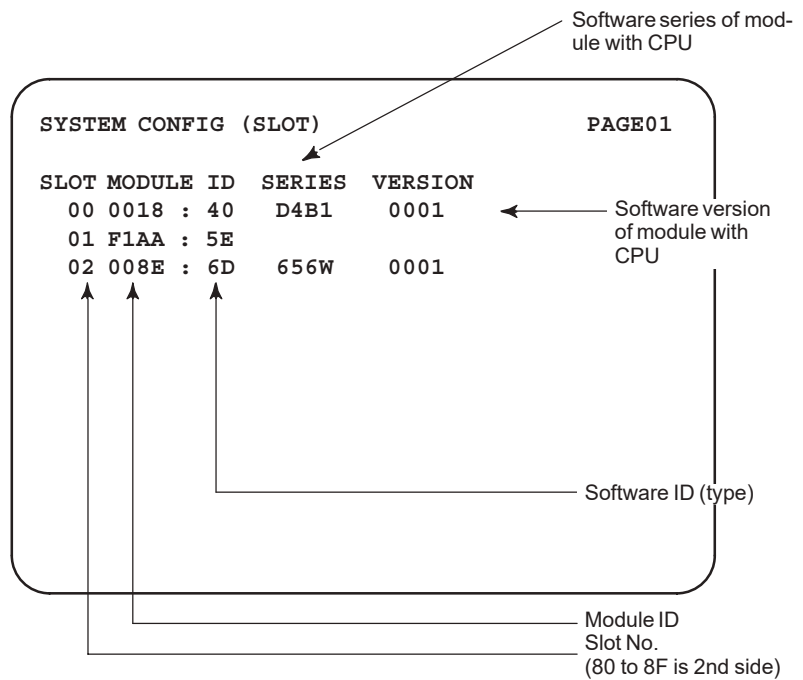 Software series of mod-
ule with CPU
SYSTEM CONFIG (SLOT) PAGE01
SLOT MODULE ID SERIES VERSION
00 0018 : 40 D4B1 0001
01 F1AA : 5E
02 008E : 6D 656W 0001
Software version
of module with
CPU
Software ID (type)
Module ID
Slot No.
(80 to 8F is 2nd side)